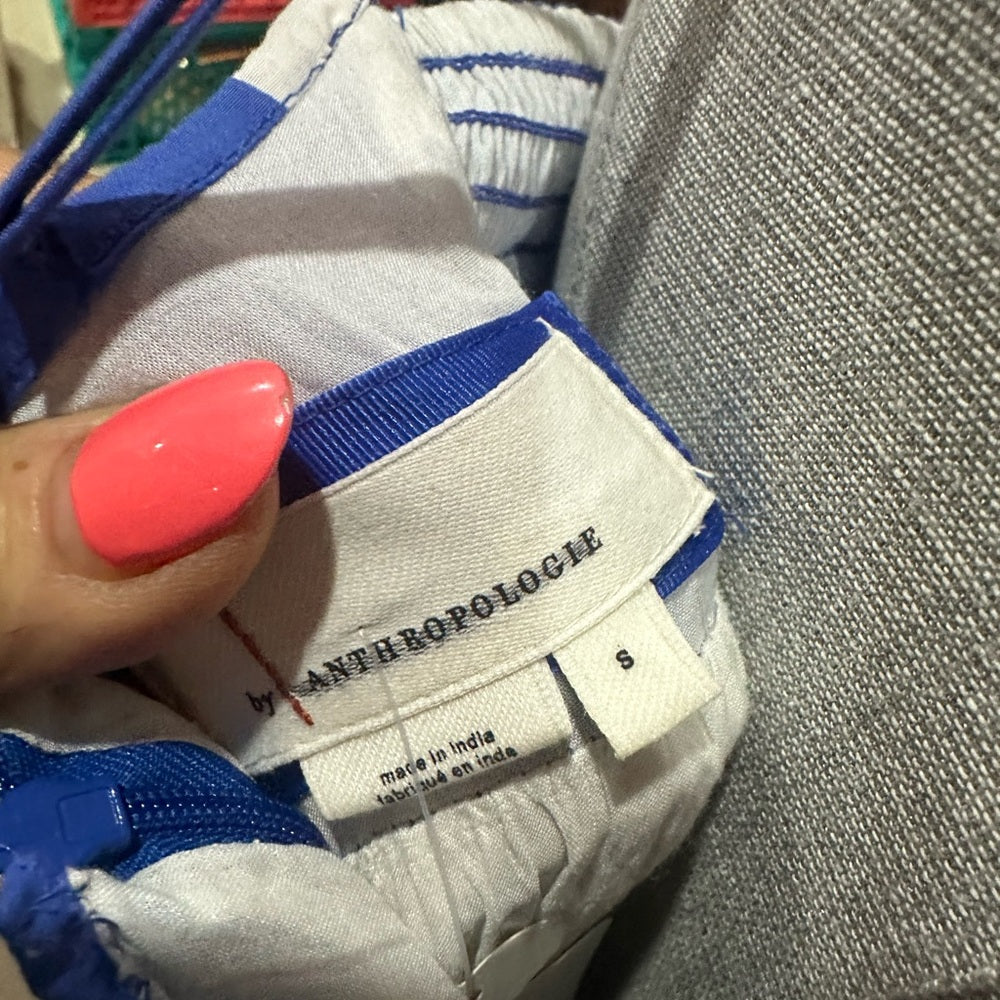 by ANTHROPOLOGIE
S
made in india
fabriqué en inde